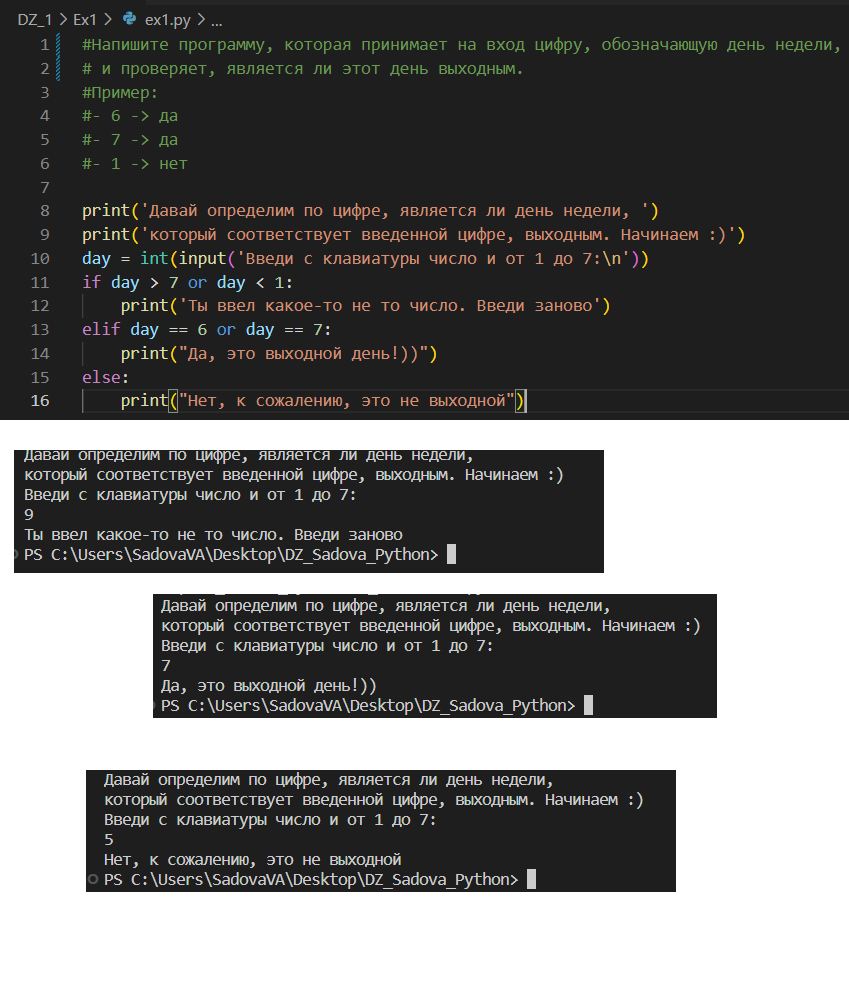 DZ_1 > Ex1 > ex1.py > ...
1 #Напишите программу, которая принимает на вход цифру, обозначающую день недели,
2 # и проверяет, является ли этот день выходным.
3 #Пример:
4 #- 6 -> да
5 #- 7 -> да
6 #- 1 -> нет
7
8 print('Давай определим по цифре, является ли день недели, ')
9 print('который соответствует введенной цифре, выходным. Начинаем :)')
10 day = int(input('Введи с клавиатуры число и от 1 до 7:\n'))
11 if day > 7 or day < 1:
12 print('Ты ввел какое-то не то число. Введи заново')
13 elif day == 6 or day == 7:
14 print("Да, это выходной день!))")
15 else:
16 print("Нет, к сожалению, это не выходной")
Давай определим по цифре, является ли день недели,
который соответствует введенной цифре, выходным. Начинаем :)
Введи с клавиатуры число и от 1 до 7:
9
Ты ввел какое-то не то число. Введи заново
PS C:\Users\SadovaVA\Desktop\DZ_Sadova_Python>
Давай определим по цифре, является ли день недели,
который соответствует введенной цифре, выходным. Начинаем :)
Введи с клавиатуры число и от 1 до 7:
7
Да, это выходной день!))
PS C:\Users\SadovaVA\Desktop\DZ_Sadova_Python>
Давай определим по цифре, является ли день недели,
который соответствует введенной цифре, выходным. Начинаем :)
Введи с клавиатуры число и от 1 до 7:
5
Нет, к сожалению, это не выходной
PS C:\Users\SadovaVA\Desktop\DZ_Sadova_Python>